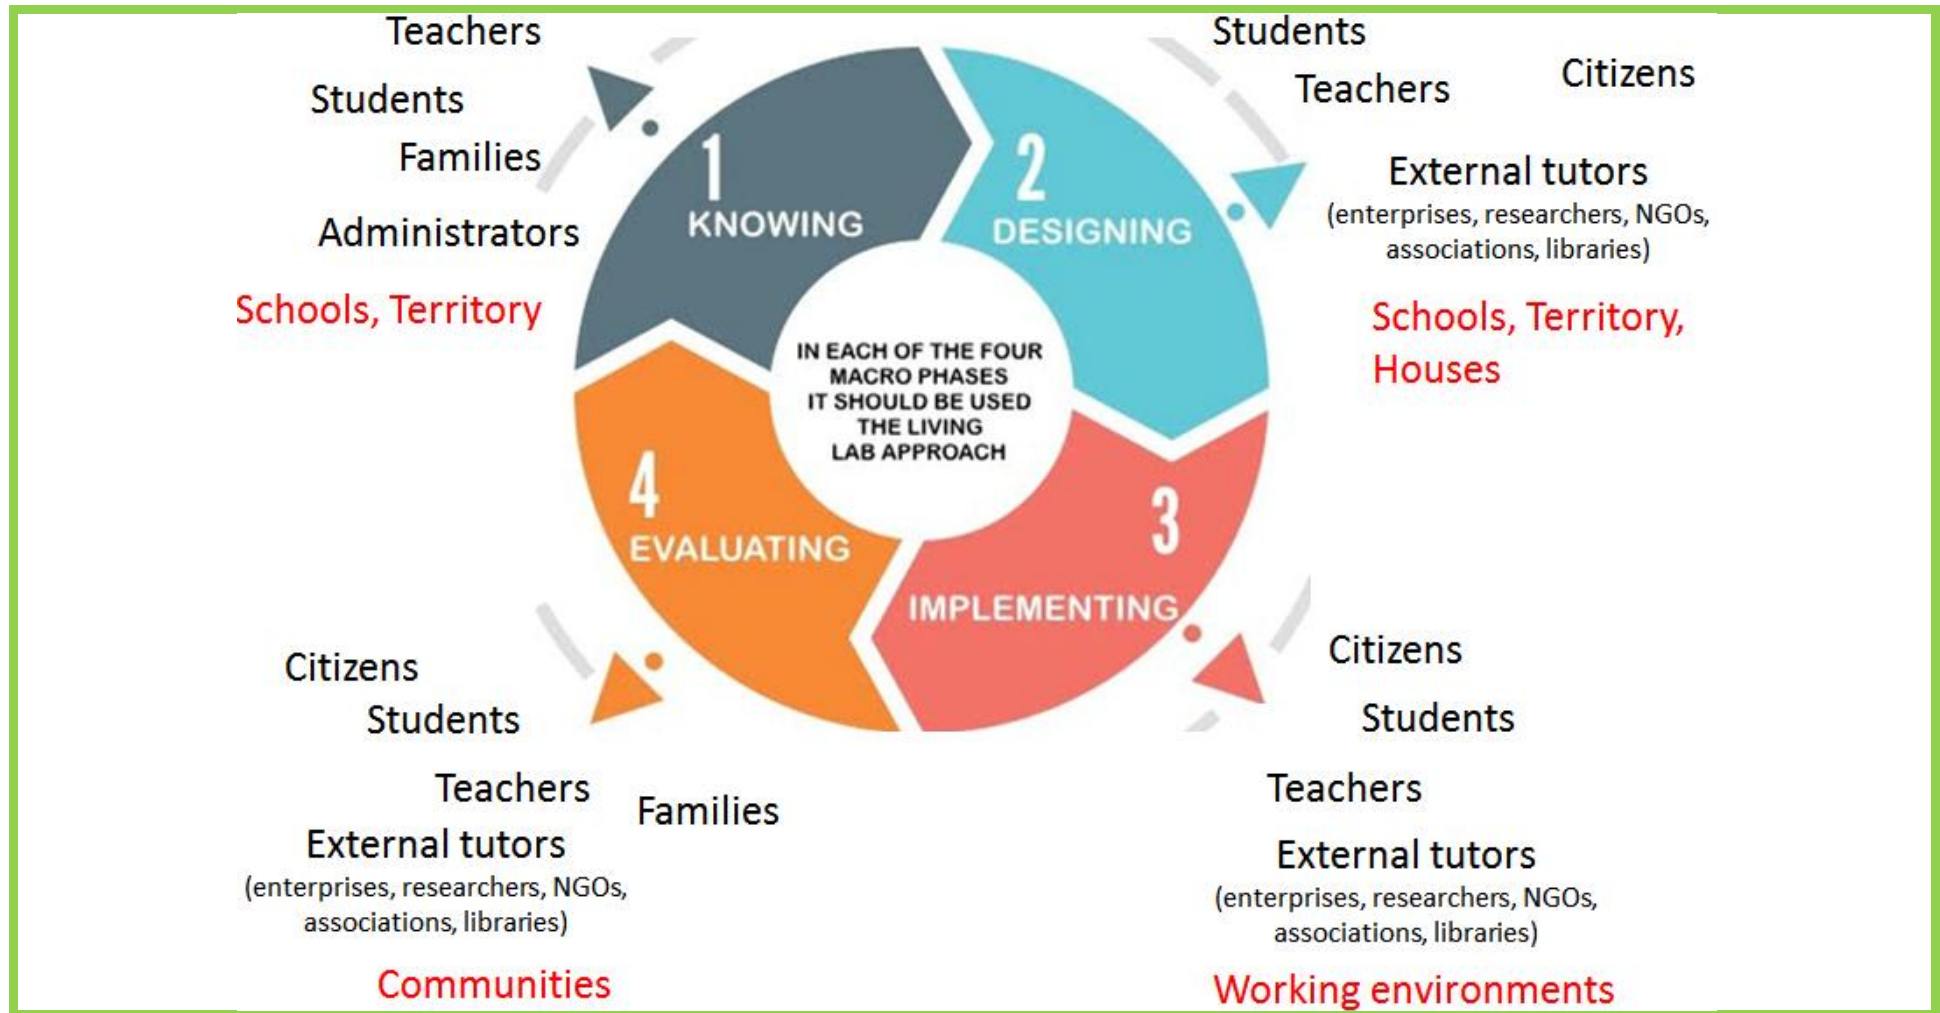 Teachers
Students
Families
Administrators
Schools, Territory
1
KNOWING
2
DESIGNING
Students
Teachers
Citizens
External tutors
(enterprises, researchers, NGOs,
associations, libraries)
Schools, Territory,
Houses
IN EACH OF THE FOUR
MACRO PHASES
IT SHOULD BE USED
THE LIVING
LAB APPROACH
3
IMPLEMENTING
Citizens
Students
Teachers
External tutors
(enterprises, researchers, NGOs,
associations, libraries)
Working environments
4
EVALUATING
Citizens
Students
Teachers
Families
External tutors
(enterprises, researchers, NGOs,
associations, libraries)
Communities